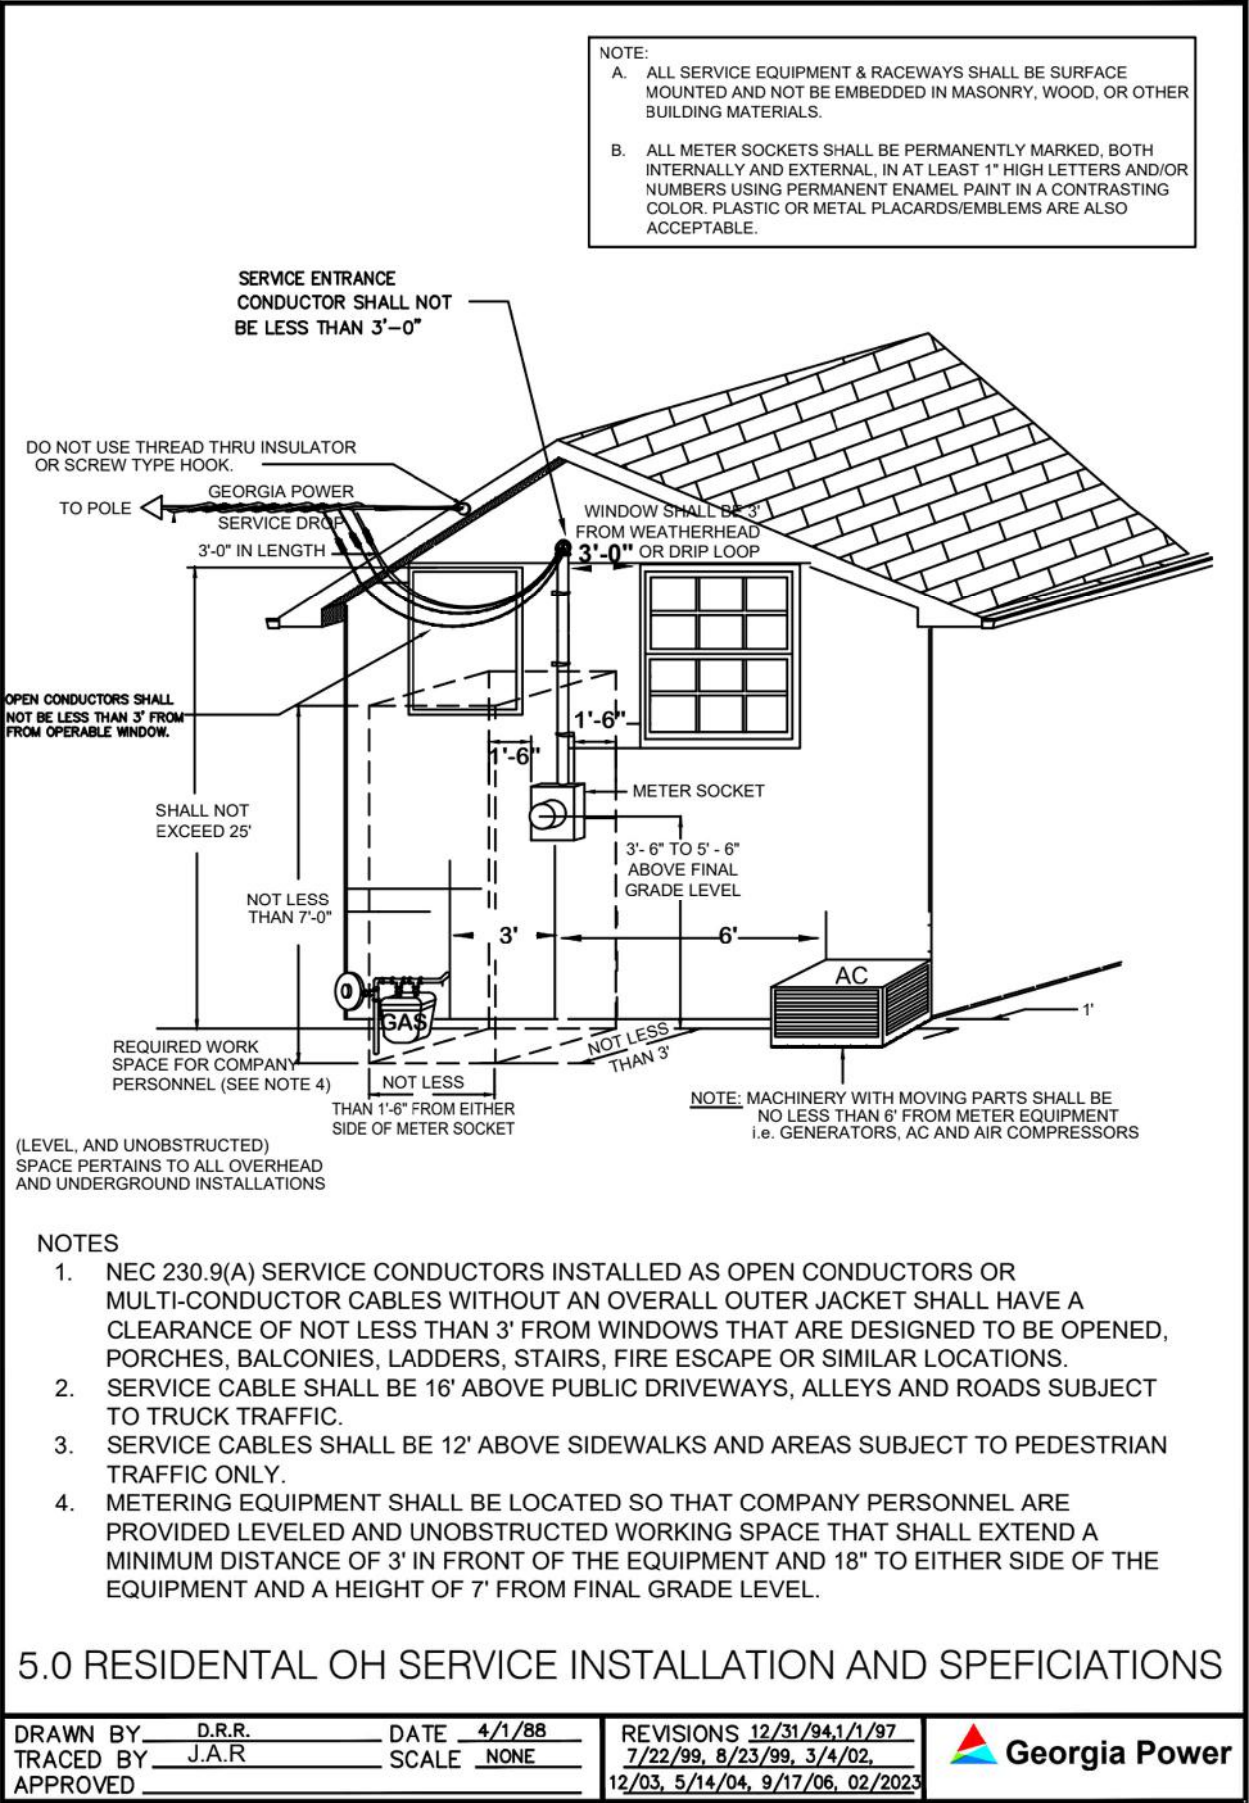 NOTE:
A. ALL SERVICE EQUIPMENT & RACEWAYS SHALL BE SURFACE
MOUNTED AND NOT BE EMBEDDED IN MASONRY, WOOD, OR OTHER
BUILDING MATERIALS.
B. ALL METER SOCKETS SHALL BE PERMANENTLY MARKED, BOTH
INTERNALLY AND EXTERNAL, IN AT LEAST 1" HIGH LETTERS AND/OR
NUMBERS USING PERMANENT ENAMEL PAINT IN A CONTRASTING
COLOR. PLASTIC OR METAL PLACARDS/EMBLEMS ARE ALSO
ACCEPTABLE.
SERVICE ENTRANCE
CONDUCTOR SHALL NOT
BE LESS THAN 3'-0"
DO NOT USE THREAD THRU INSULATOR
OR SCREW TYPE HOOK.
TO POLE
GEORGIA POWER
SERVICE DROP
3'-0" IN LENGTH
WINDOW SHALL BE 3'
FROM WEATHERHEAD
3'-0" OR DRIP LOOP
OPEN CONDUCTORS SHALL
NOT BE LESS THAN 3' FROM
FROM OPERABLE WINDOW.
1'-6"
1'-6"
METER SOCKET
SHALL NOT
EXCEED 25'
3'- 6" TO 5' - 6"
ABOVE FINAL
GRADE LEVEL
NOT LESS
THAN 7'-0"
3'
6'
AC
GAS
1'
REQUIRED WORK
SPACE FOR COMPANY
PERSONNEL (SEE NOTE 4)
NOT LESS
THAN 3'
NOT LESS
THAN 1'-6" FROM EITHER
SIDE OF METER SOCKET
NOTE: MACHINERY WITH MOVING PARTS SHALL BE
NO LESS THAN 6' FROM METER EQUIPMENT
i.e. GENERATORS, AC AND AIR COMPRESSORS
(LEVEL, AND UNOBSTRUCTED)
SPACE PERTAINS TO ALL OVERHEAD
AND UNDERGROUND INSTALLATIONS
NOTES
1. NEC 230.9(A) SERVICE CONDUCTORS INSTALLED AS OPEN CONDUCTORS OR
MULTI-CONDUCTOR CABLES WITHOUT AN OVERALL OUTER JACKET SHALL HAVE A
CLEARANCE OF NOT LESS THAN 3' FROM WINDOWS THAT ARE DESIGNED TO BE OPENED,
PORCHES, BALCONIES, LADDERS, STAIRS, FIRE ESCAPE OR SIMILAR LOCATIONS.
2. SERVICE CABLE SHALL BE 16' ABOVE PUBLIC DRIVEWAYS, ALLEYS AND ROADS SUBJECT
TO TRUCK TRAFFIC.
3. SERVICE CABLES SHALL BE 12' ABOVE SIDEWALKS AND AREAS SUBJECT TO PEDESTRIAN
TRAFFIC ONLY.
4. METERING EQUIPMENT SHALL BE LOCATED SO THAT COMPANY PERSONNEL ARE
PROVIDED LEVELED AND UNOBSTRUCTED WORKING SPACE THAT SHALL EXTEND A
MINIMUM DISTANCE OF 3' IN FRONT OF THE EQUIPMENT AND 18" TO EITHER SIDE OF THE
EQUIPMENT AND A HEIGHT OF 7' FROM FINAL GRADE LEVEL.
5.0 RESIDENTAL OH SERVICE INSTALLATION AND SPEFICIATIONS
DRAWN BY D.R.R. DATE 4/1/88
TRACED BY J.A.R SCALE NONE
APPROVED
REVISIONS 12/31/94,1/1/97
7/22/99, 8/23/99, 3/4/02,
12/03, 5/14/04, 9/17/06, 02/2023
Georgia Power